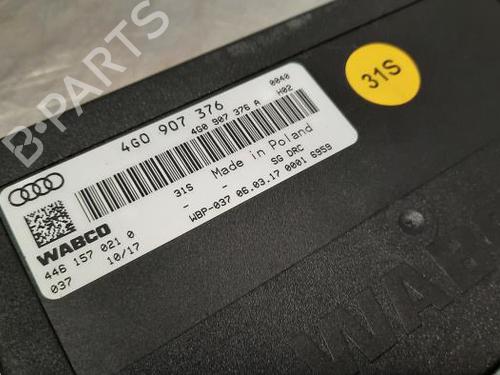 4G0 907 376
4G0 907 376 A
0040
H02
31S
Made in Poland
- -
SG DRC
WBP-037 06.03.17 0001 6959
WABCO
446 157 021 0
037 10/17
31S
WAB
B-PARTS